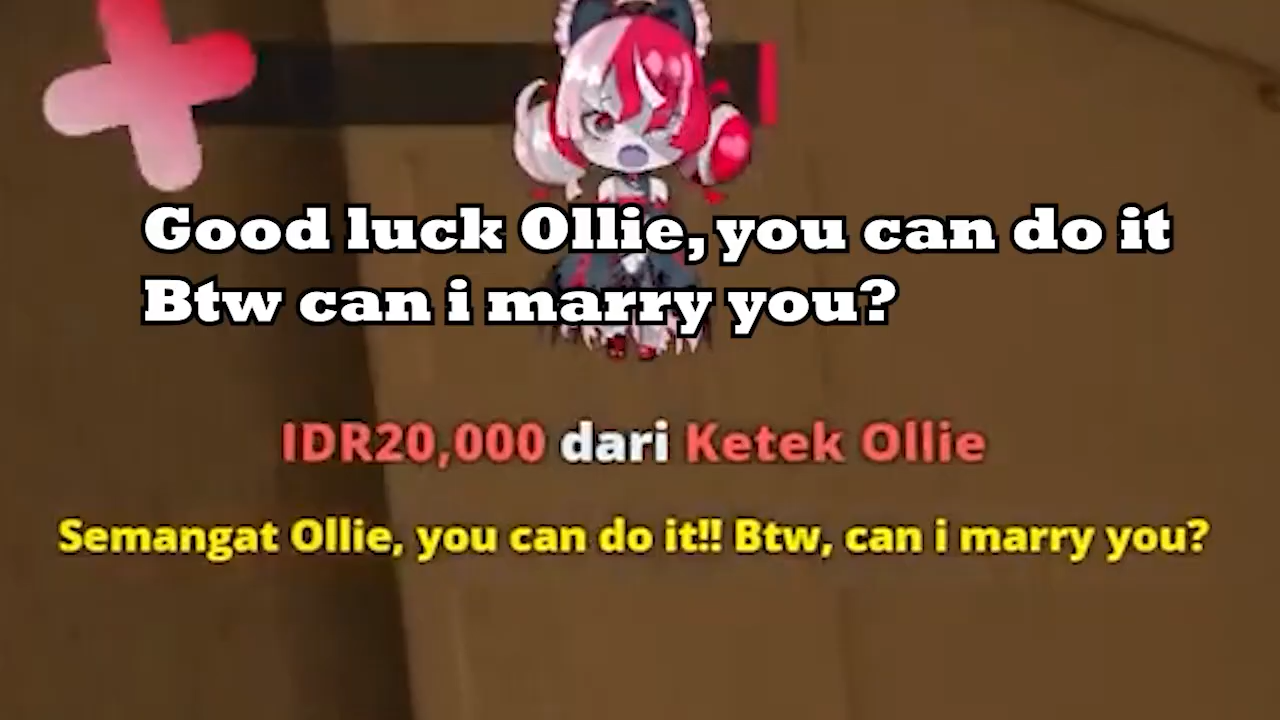 Good luck Ollie, you can do it
Btw can i marry you?
IDR20,000 dari Ketek Ollie
Semangat Ollie, you can do it!! Btw, can i marry you?